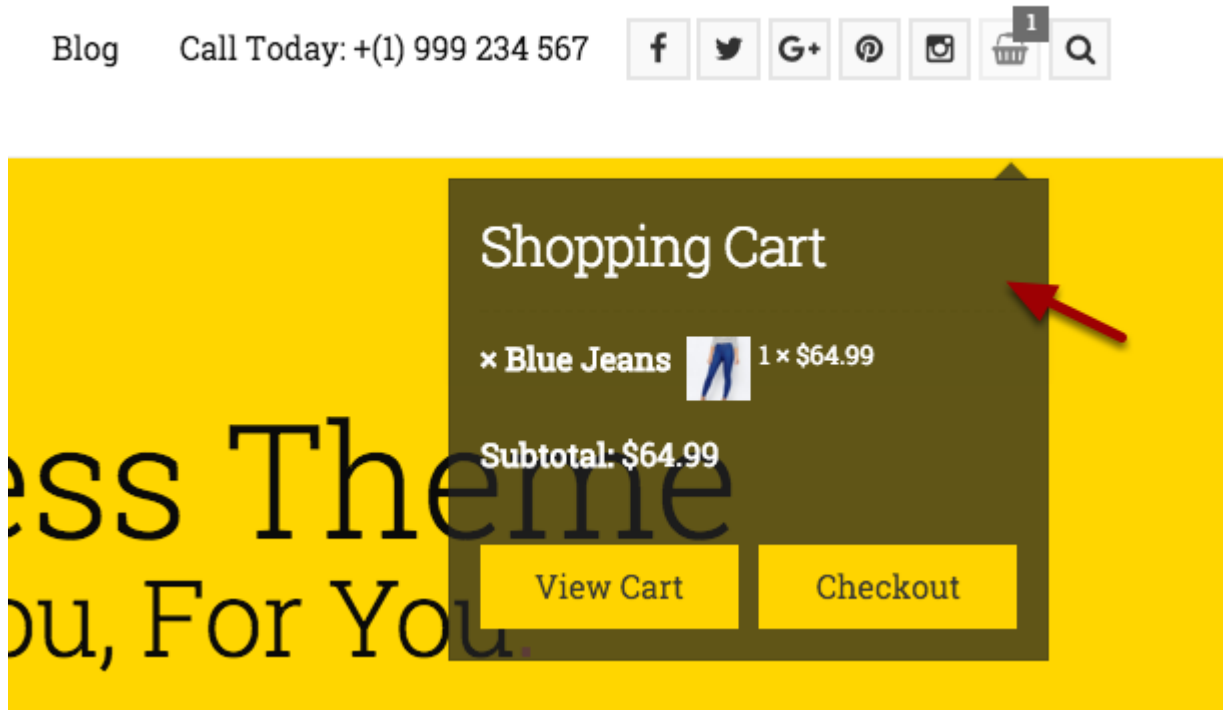 Blog Call Today: +(1) 999 234 567 f G+ 1
Shopping Cart
× Blue Jeans 1 × $64.99
ess Theme
Subtotal: $64.99
View Cart Checkout
ou, For You.